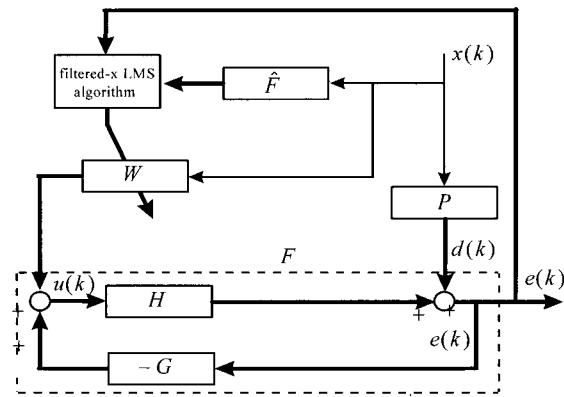 x(k)
filtered-x LMS
algorithm
F̂
W
P
F
d(k)
u(k)
H
e(k)
+
+
+
+
e(k)
− G